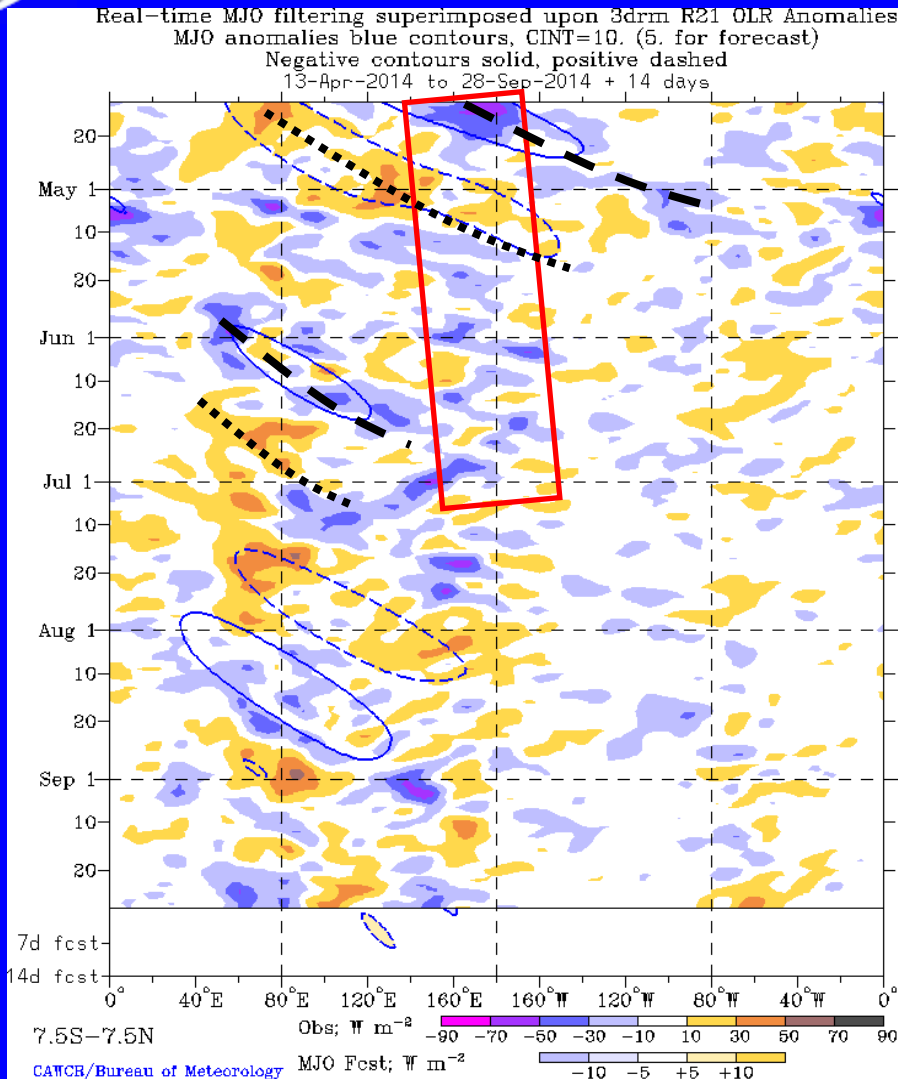 Real-time MJO filtering superimposed upon 3drm R21 OLR Anomalies
MJO anomalies blue contours, CINT=10. (5. for forecast)
Negative contours solid, positive dashed
13-Apr-2014 to 28-Sep-2014 + 14 days
20
May 1
10
20
Jun 1
10
20
Jul 1
10
20
Aug 1
10
20
Sep 1
10
20
7d fcst
14d fcst
0° 40°E 80°E 120°E 160°E 160°W 120°W 80°W 40°W 0°
7.5S-7.5N
Obs; W m⁻²
-90 -70 -50 -30 -10 10 30 50 70 90
CAWCR/Bureau of Meteorology
MJO Fcst; W m⁻²
-10 -5 +5 +10